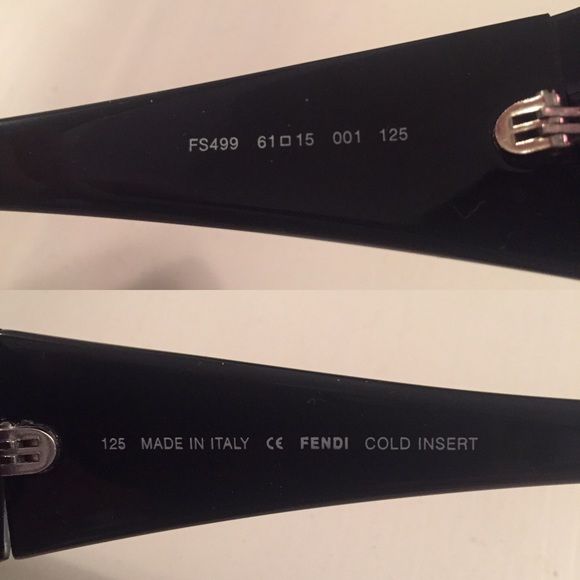 FS499 61□15 001 125
125 MADE IN ITALY CE FENDI COLD INSERT